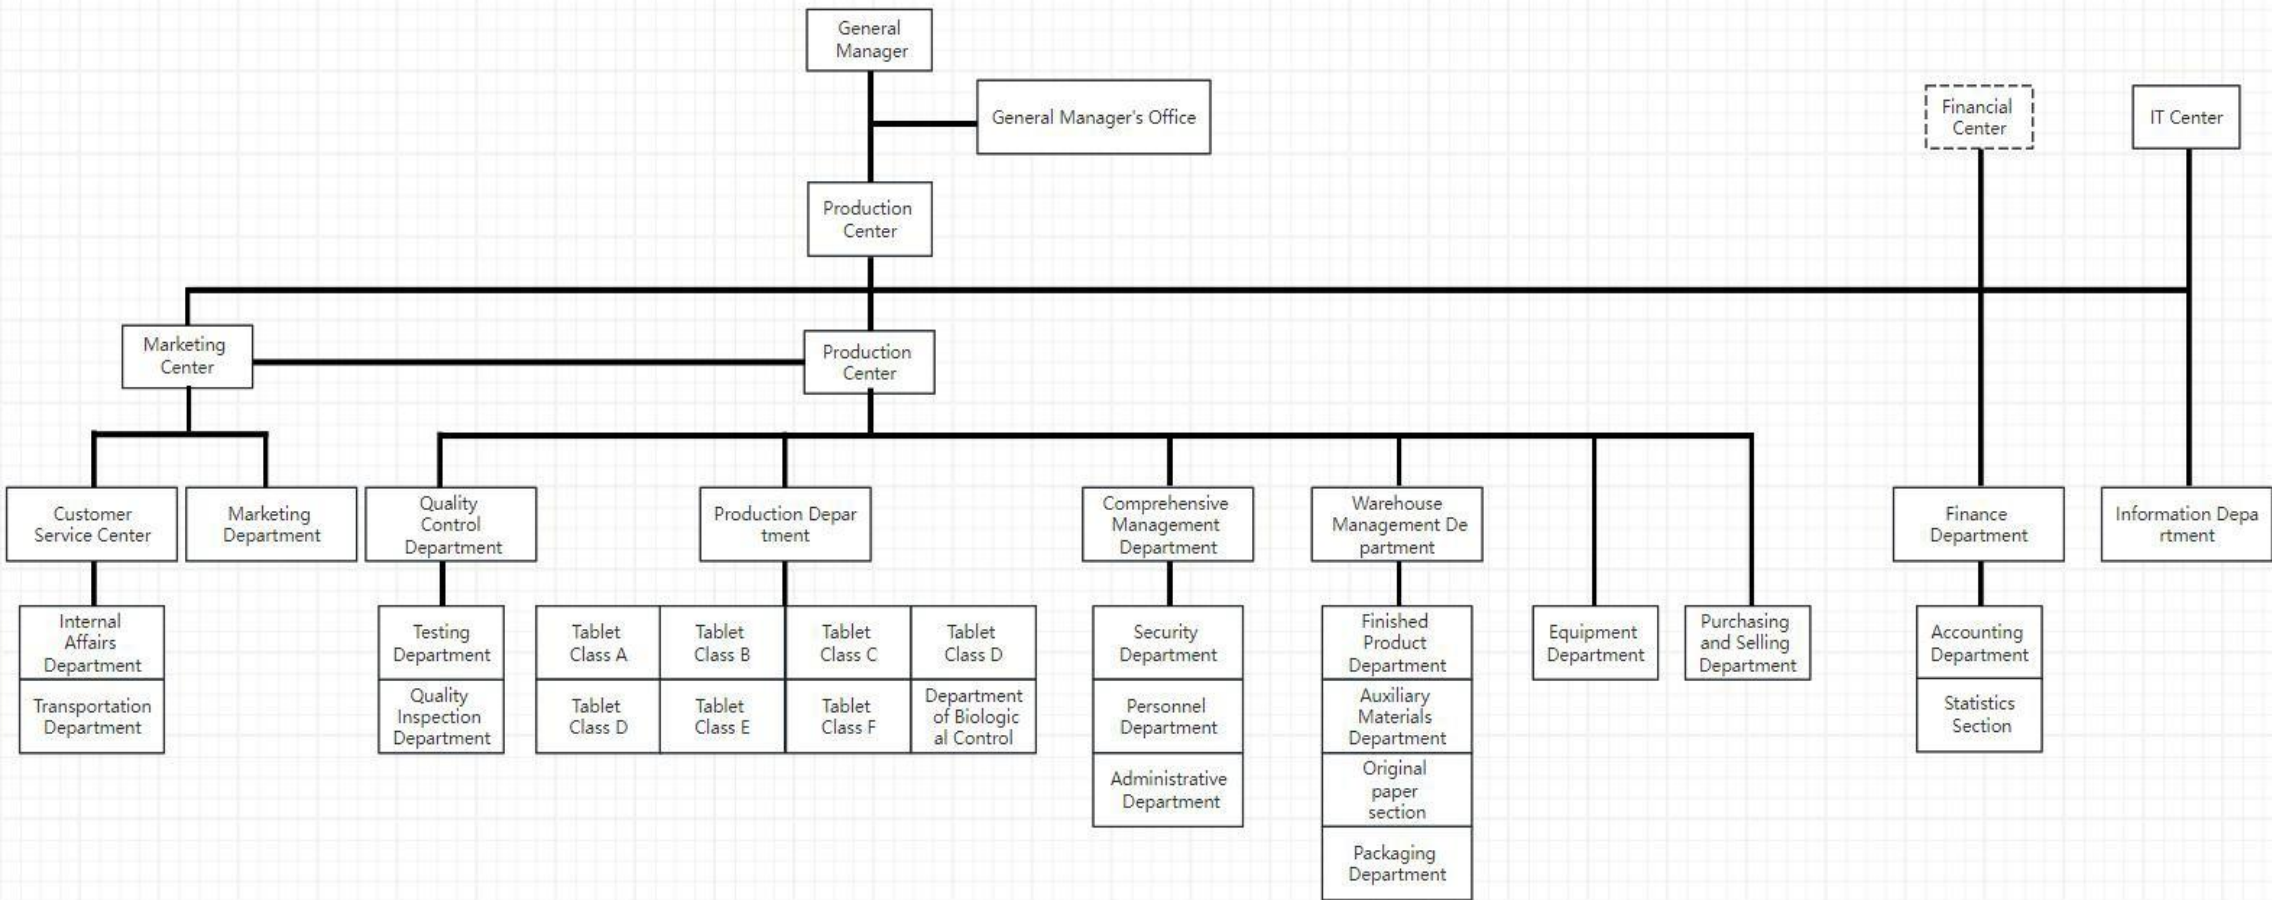 General
Manager
General Manager's Office
Financial
Center
IT Center
Production
Center
Marketing
Center
Production
Center
Customer
Service Center
Marketing
Department
Quality
Control
Department
Production Depar
tment
Comprehensive
Management
Department
Warehouse
Management De
partment
Finance
Department
Information Depa
rtment
Internal
Affairs
Department
Transportation
Department
Testing
Department
Quality
Inspection
Department
Tablet
Class A
Tablet
Class B
Tablet
Class C
Tablet
Class D
Tablet
Class D
Tablet
Class E
Tablet
Class F
Department
of Biologic
al Control
Security
Department
Personnel
Department
Administrative
Department
Finished
Product
Department
Auxiliary
Materials
Department
Original
paper
section
Packaging
Department
Equipment
Department
Purchasing
and Selling
Department
Accounting
Department
Statistics
Section